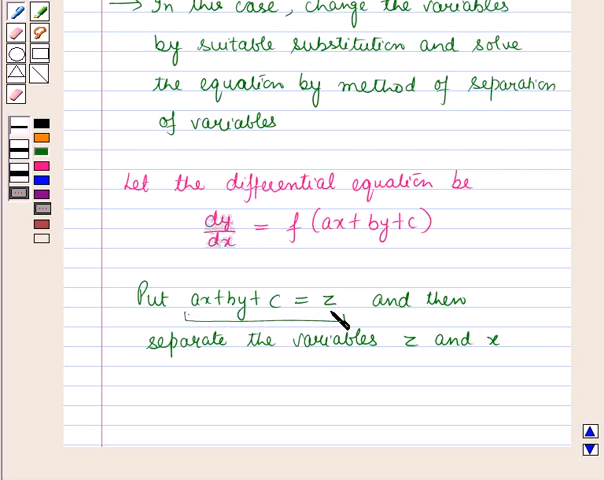 → In this case, change the variables
by suitable substitution and solve
the equation by method of separation
of variables
Let the differential equation be
dy/dx = f (ax + by + c)
Put ax + by + c = z and then
separate the variables z and x